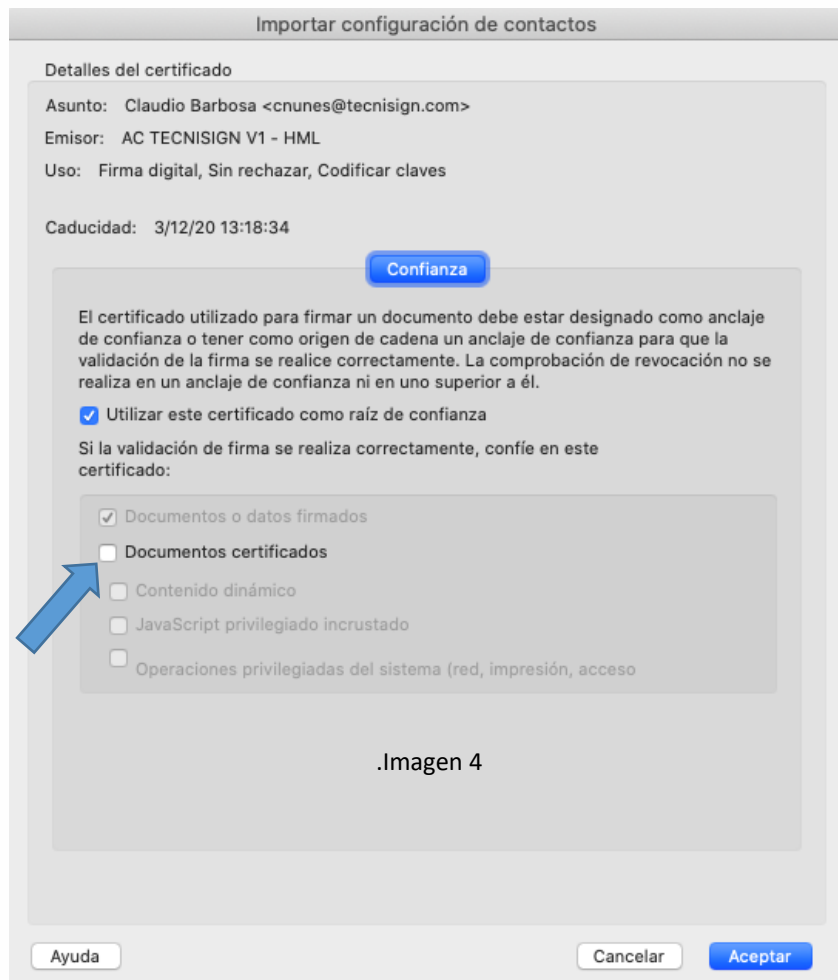 Importar configuración de contactos
Detalles del certificado
Asunto: Claudio Barbosa <cnunes@tecnisign.com>
Emisor: AC TECNISIGN V1 - HML
Uso: Firma digital, Sin rechazar, Codificar claves
Caducidad: 3/12/20 13:18:34
Confianza
El certificado utilizado para firmar un documento debe estar designado como anclaje
de confianza o tener como origen de cadena un anclaje de confianza para que la
validación de la firma se realice correctamente. La comprobación de revocación no se
realiza en un anclaje de confianza ni en uno superior a él.
Utilizar este certificado como raíz de confianza
Si la validación de firma se realiza correctamente, confíe en este
certificado:
Documentos o datos firmados
Documentos certificados
Contenido dinámico
JavaScript privilegiado incrustado
Operaciones privilegiadas del sistema (red, impresión, acceso
.Imagen 4
Ayuda
Cancelar
Aceptar